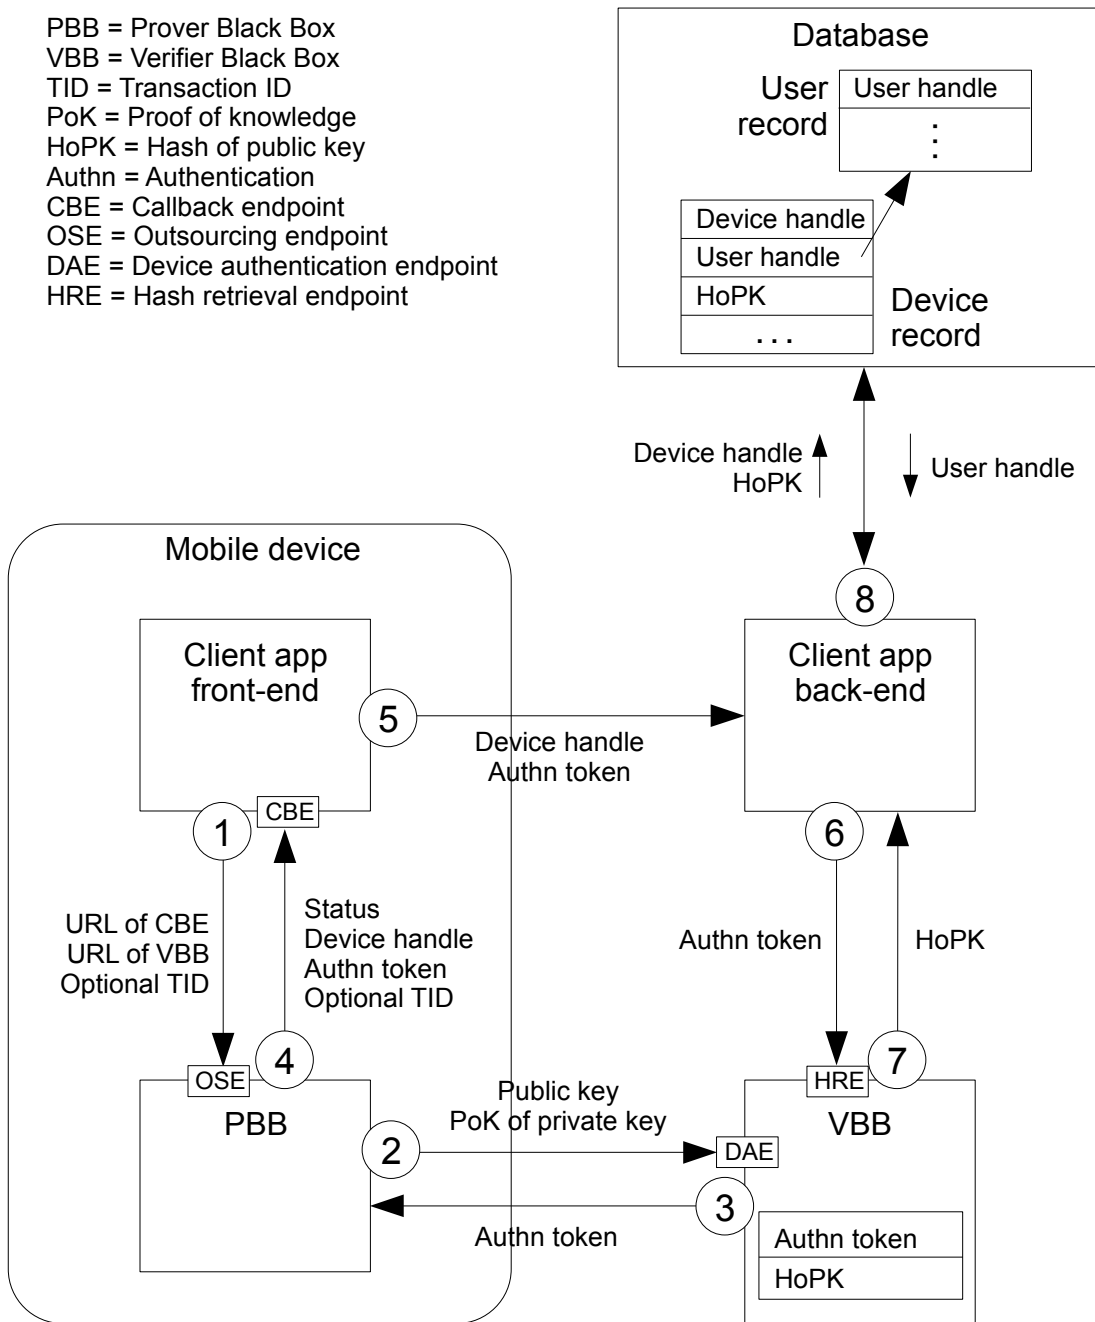 PBB = Prover Black Box
VBB = Verifier Black Box
TID = Transaction ID
PoK = Proof of knowledge
HoPK = Hash of public key
Authn = Authentication
CBE = Callback endpoint
OSE = Outsourcing endpoint
DAE = Device authentication endpoint
HRE = Hash retrieval endpoint
Database
User
record
User handle
⋮
Device handle
User handle
HoPK
...
Device
record
Device handle
HoPK
User handle
Mobile device
8
Client app
front-end
Client app
back-end
5
Device handle
Authn token
CBE
1
6
URL of CBE
URL of VBB
Optional TID
Status
Device handle
Authn token
Optional TID
Authn token
HoPK
4
7
OSE
HRE
PBB
VBB
Public key
PoK of private key
2
DAE
3
Authn token
Authn token
HoPK